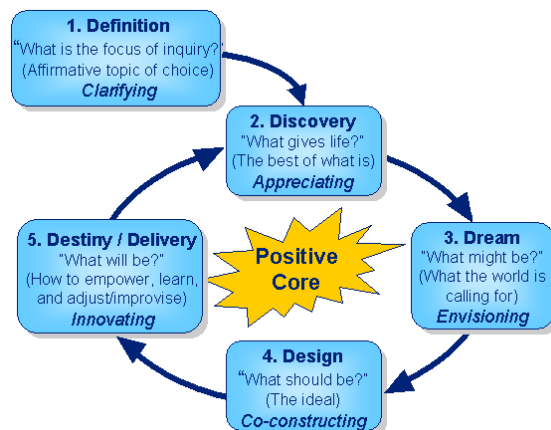 1. Definition
"What is the focus of inquiry?"
(Affirmative topic of choice)
Clarifying
2. Discovery
"What gives life?"
(The best of what is)
Appreciating
3. Dream
"What might be?"
(What the world is
calling for)
Envisioning
4. Design
"What should be?"
(The ideal)
Co-constructing
5. Destiny / Delivery
"What will be?"
(How to empower, learn,
and adjust/improvise)
Innovating
Positive
Core